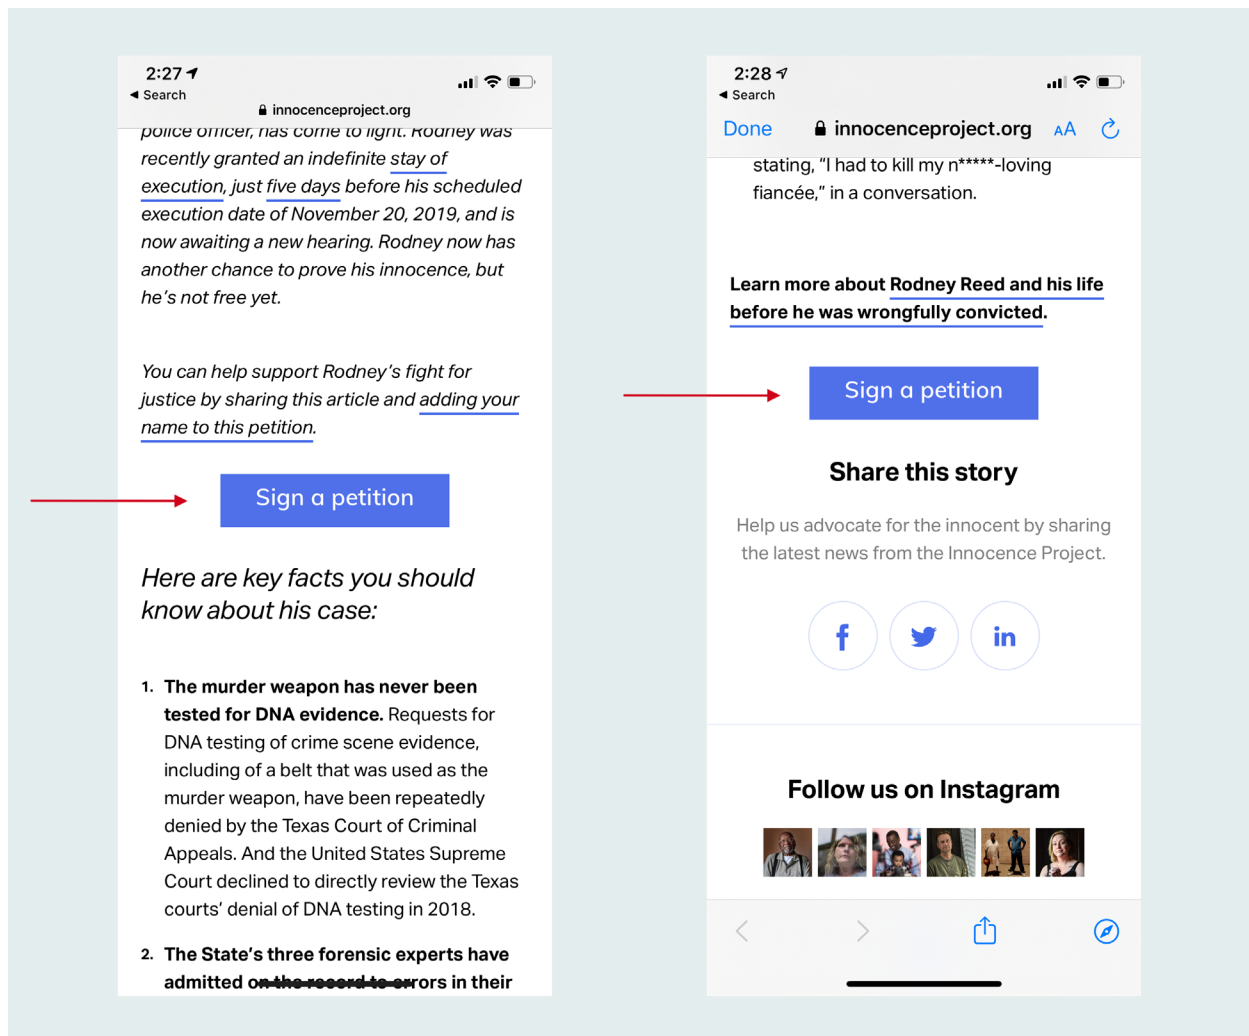 2:27
◀ Search
innocenceproject.org
police officer, has come to light. Rodney was
recently granted an indefinite stay of
execution, just five days before his scheduled
execution date of November 20, 2019, and is
now awaiting a new hearing. Rodney now has
another chance to prove his innocence, but
he's not free yet.
You can help support Rodney's fight for
justice by sharing this article and adding your
name to this petition.
Sign a petition
Here are key facts you should
know about his case:
1. The murder weapon has never been
tested for DNA evidence. Requests for
DNA testing of crime scene evidence,
including of a belt that was used as the
murder weapon, have been repeatedly
denied by the Texas Court of Criminal
Appeals. And the United States Supreme
Court declined to directly review the Texas
courts' denial of DNA testing in 2018.
2. The State's three forensic experts have
admitted on the record to errors in their
2:28
◀ Search
Done innocenceproject.org AA
stating, "I had to kill my n*****-loving
fiancée," in a conversation.
Learn more about Rodney Reed and his life
before he was wrongfully convicted.
Sign a petition
Share this story
Help us advocate for the innocent by sharing
the latest news from the Innocence Project.
f in
Follow us on Instagram